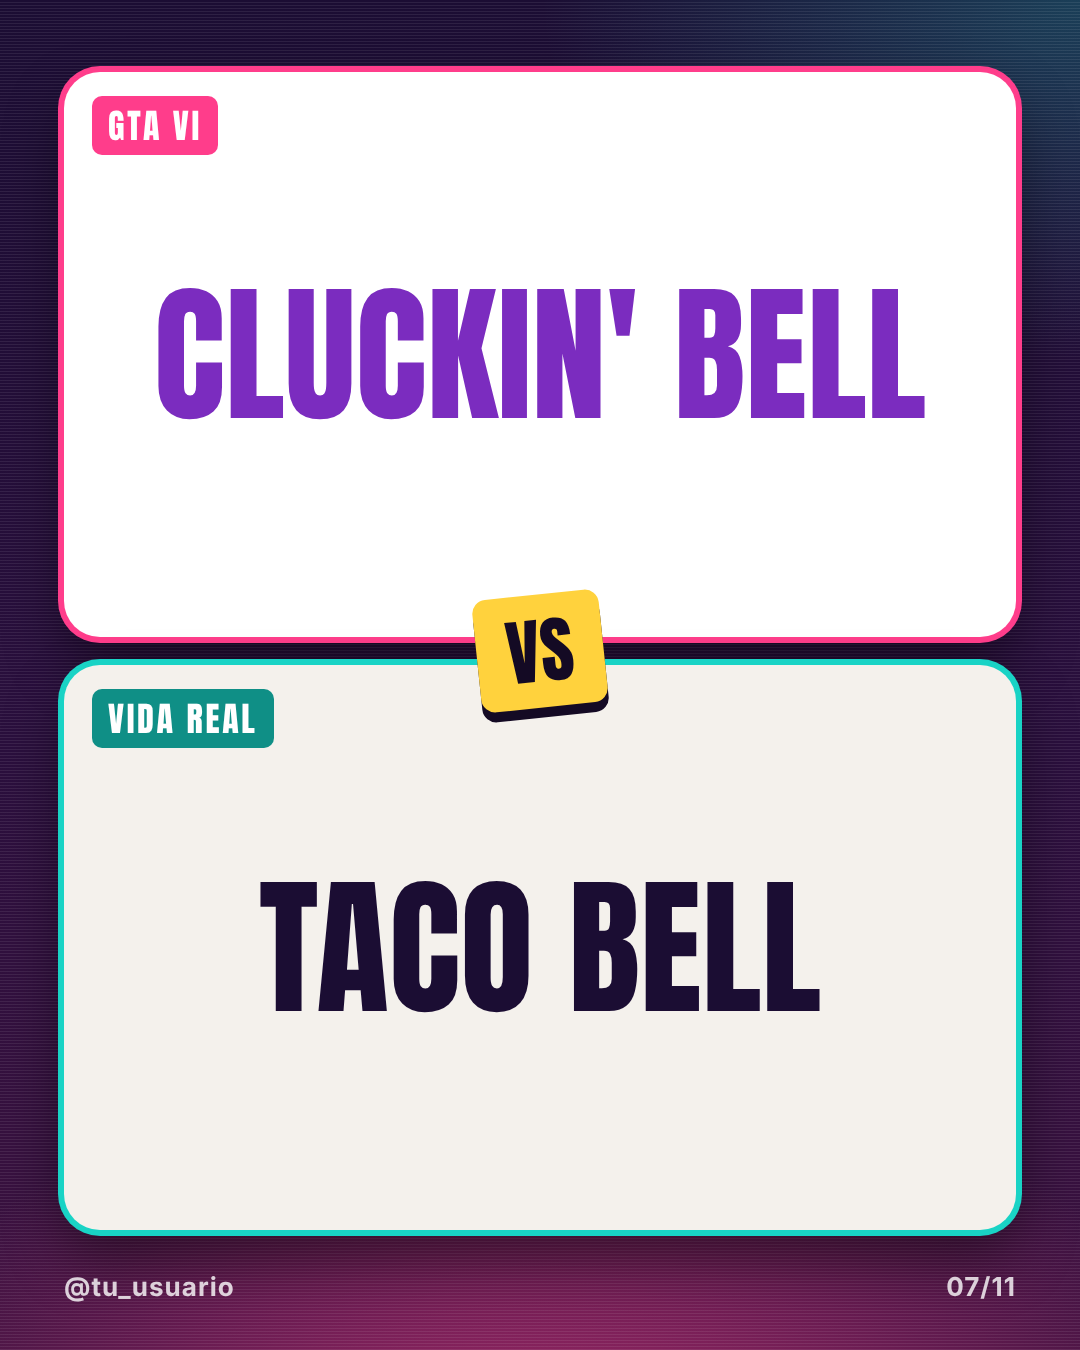 GTA VI
CLUCKIN' BELL
VS
VIDA REAL
TACO BELL
@tu_usuario
07/11